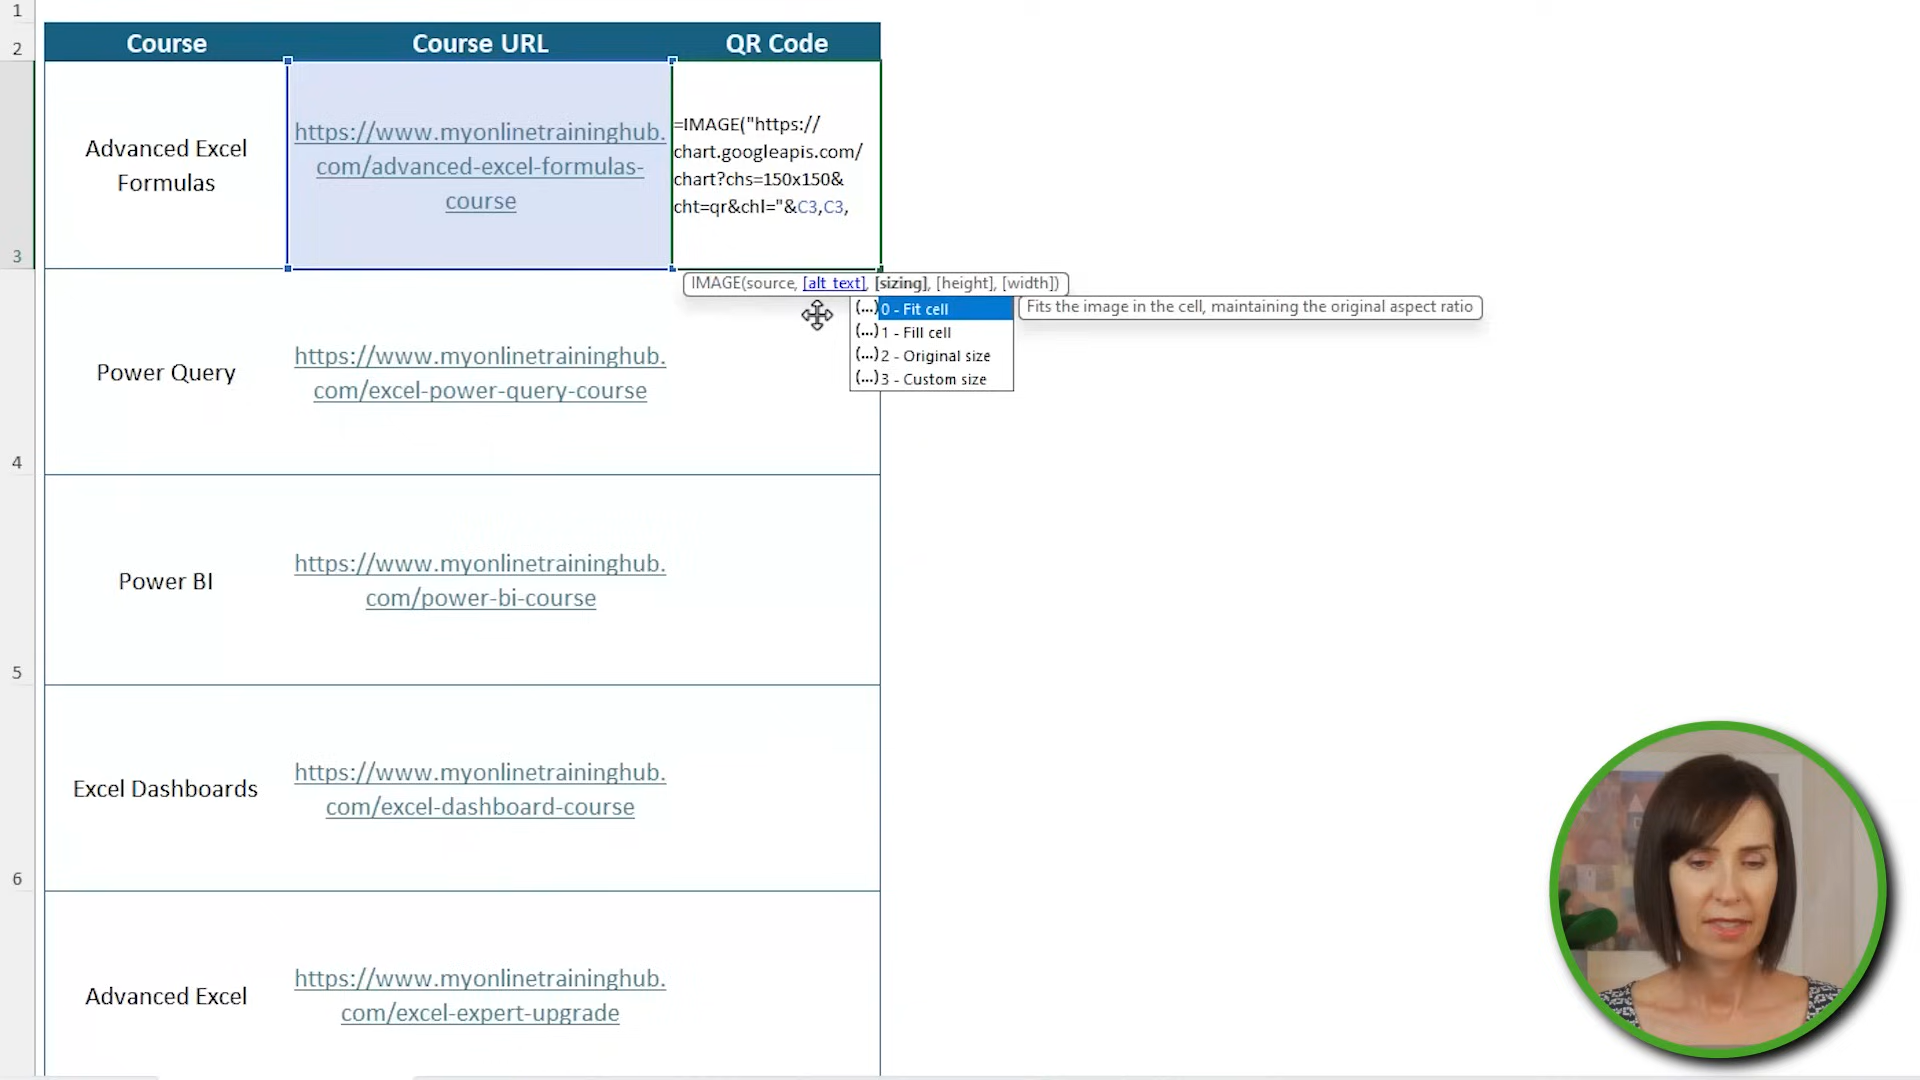 1
2
Course Course URL QR Code
Advanced Excel
Formulas
https://www.myonlinetraininghub.
com/advanced-excel-formulas-
course
=IMAGE("https://
chart.googleapis.com/
chart?chs=150x150&
cht=qr&chl="&C3,C3,
3
IMAGE(source, [alt_text], [sizing], [height], [width])
(...) 0 - Fit cell
(...) 1 - Fill cell
(...) 2 - Original size
(...) 3 - Custom size
Fits the image in the cell, maintaining the original aspect ratio
Power Query
https://www.myonlinetraininghub.
com/excel-power-query-course
4
Power BI
https://www.myonlinetraininghub.
com/power-bi-course
5
Excel Dashboards
https://www.myonlinetraininghub.
com/excel-dashboard-course
6
Advanced Excel
https://www.myonlinetraininghub.
com/excel-expert-upgrade